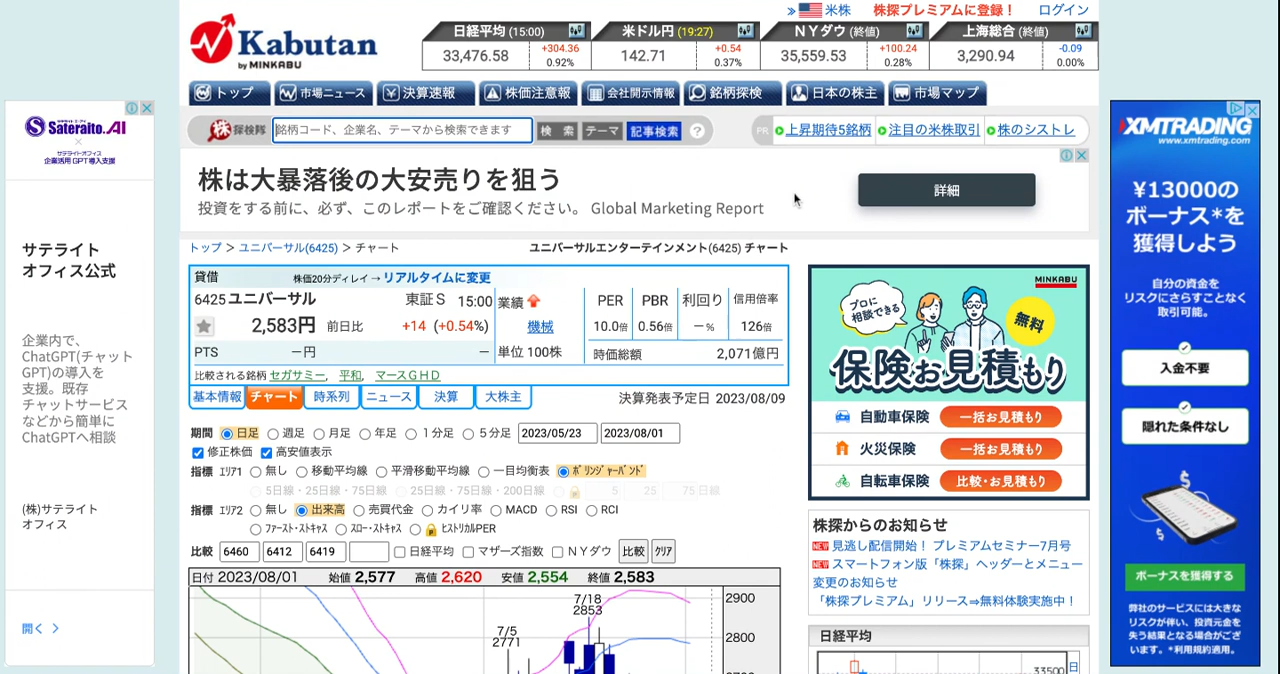 米株
株探プレミアムに登録！
ログイン
Kabutan
by MINKABU
日経平均 (15:00)
33,476.58
+304.36
0.92%
米ドル円 (19:27)
142.71
+0.54
0.37%
ＮＹダウ (終値)
35,559.53
+100.24
0.28%
上海総合 (終値)
3,290.94
-0.09
0.00%
トップ
市場ニュース
決算速報
株価注意報
会社開示情報
銘柄探検
日本の株主
市場マップ
株探検隊
銘柄コード、企業名、テーマから検索できます
検 索
テーマ
記事検索
?
PR
上昇期待5銘柄
注目の米株取引
株のシストレ
株は大暴落後の大安売りを狙う
投資をする前に、必ず、このレポートをご確認ください。 Global Marketing Report
詳細
トップ > ユニバーサル(6425) > チャート
ユニバーサルエンターテインメント(6425) チャート
貸借
株価20分ディレイ → リアルタイムに変更
6425 ユニバーサル
東証Ｓ
15:00
2,583円
前日比
+14
(+0.54%)
PTS
－円
－
業績
機械
単位 100株
PER
PBR
利回り
信用倍率
10.0倍
0.56倍
－％
126倍
時価総額
2,071億円
比較される銘柄 セガサミー, 平和, マースＧＨＤ
基本情報
チャート
時系列
ニュース
決算
大株主
決算発表予定日 2023/08/09
期間 日足 週足 月足 年足 １分足 ５分足 2023/05/23 2023/08/01
修正株価 高安値表示
指標 ｴﾘｱ1 無し 移動平均線 平滑移動平均線 一目均衡表 ﾎﾞﾘﾝｼﾞｬｰﾊﾞﾝﾄﾞ
5日線・25日線・75日線 25日線・75日線・200日線 5 25 75 日線
指標 ｴﾘｱ2 無し 出来高 売買代金 カイリ率 MACD RSI RCI
ﾌｧｰｽﾄ･ｽﾄｷｬｽ ｽﾛｰ･ｽﾄｷｬｽ ﾋｽﾄﾘｶﾙPER
比較 6460 6412 6419 日経平均 マザーズ指数 ＮＹダウ 比較 ｸﾘｱ
日付 2023/08/01 始値 2,577 高値 2,620 安値 2,554 終値 2,583
2900
7/18
2853
7/5
2771
2800
MINKABU
プロに
相談できる
無料
保険お見積もり
自動車保険 一括お見積もり
火災保険 一括お見積もり
自転車保険 比較・お見積もり
株探からのお知らせ
NEW 見逃し配信開始！ プレミアムセミナー7月号
NEW スマートフォン版「株探」ヘッダーとメニュー
変更のお知らせ
「株探プレミアム」リリース⇒無料体験実施中！
日経平均
33500
日
Sateraito.AI
×
サテライトオフィス
企業活用GPT導入支援
サテライト
オフィス公式
企業内で、
ChatGPT(チャット
GPT)の導入を
支援。既存
チャットサービス
などから簡単に
ChatGPTへ相談
(株)サテライト
オフィス
開く
XMTRADING
www.xmtrading.com
¥13000の
ボーナス*を
獲得しよう
自分の資金を
リスクにさらすことなく
取引可能。
入金不要
隠れた条件なし
ボーナスを獲得する
弊社のサービスには大きな
リスクが伴い、投資元金を
失う結果となる場合がござ
います。*利用規約適用。